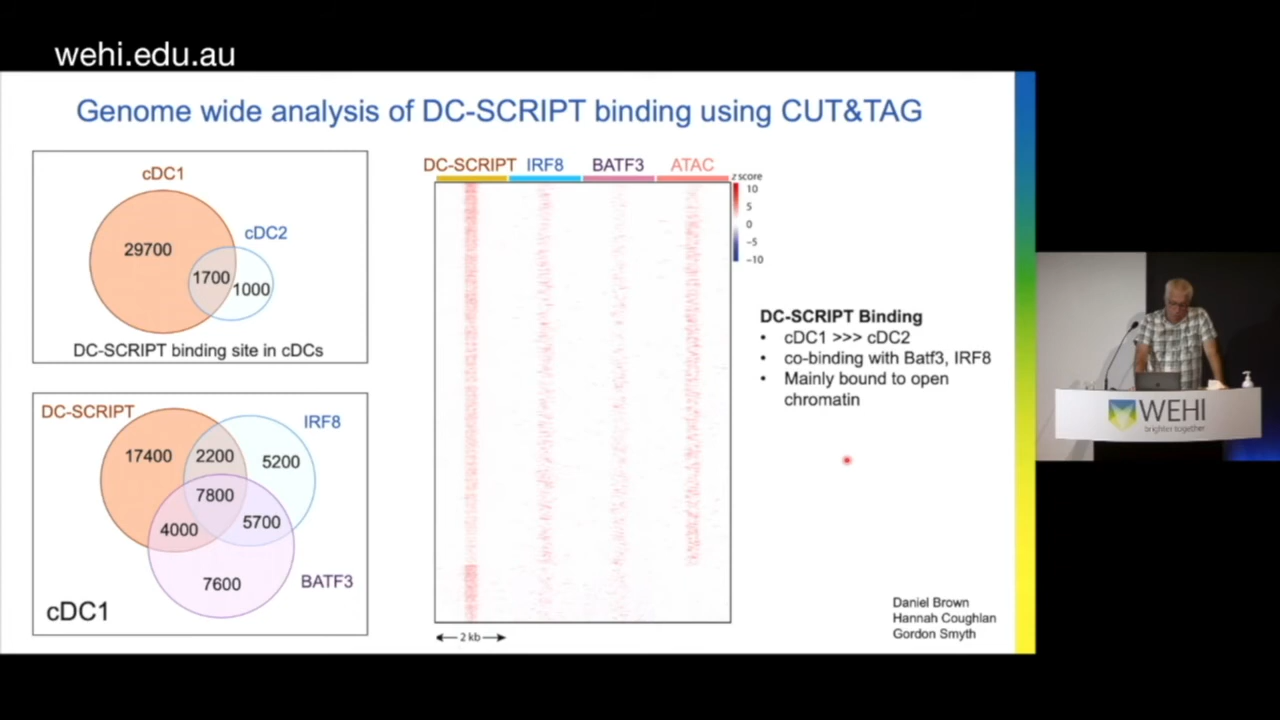 wehi.edu.au
Genome wide analysis of DC-SCRIPT binding using CUT&TAG
cDC1
29700
cDC2
1700
1000
DC-SCRIPT binding site in cDCs
DC-SCRIPT
IRF8
17400
2200
5200
7800
4000
5700
7600
BATF3
cDC1
DC-SCRIPT IRF8 BATF3 ATAC
z score
10
5
0
−5
−10
2 kb
DC-SCRIPT Binding
• cDC1 >>> cDC2
• co-binding with Batf3, IRF8
• Mainly bound to open
chromatin
Daniel Brown
Hannah Coughlan
Gordon Smyth
WEHI
brighter together